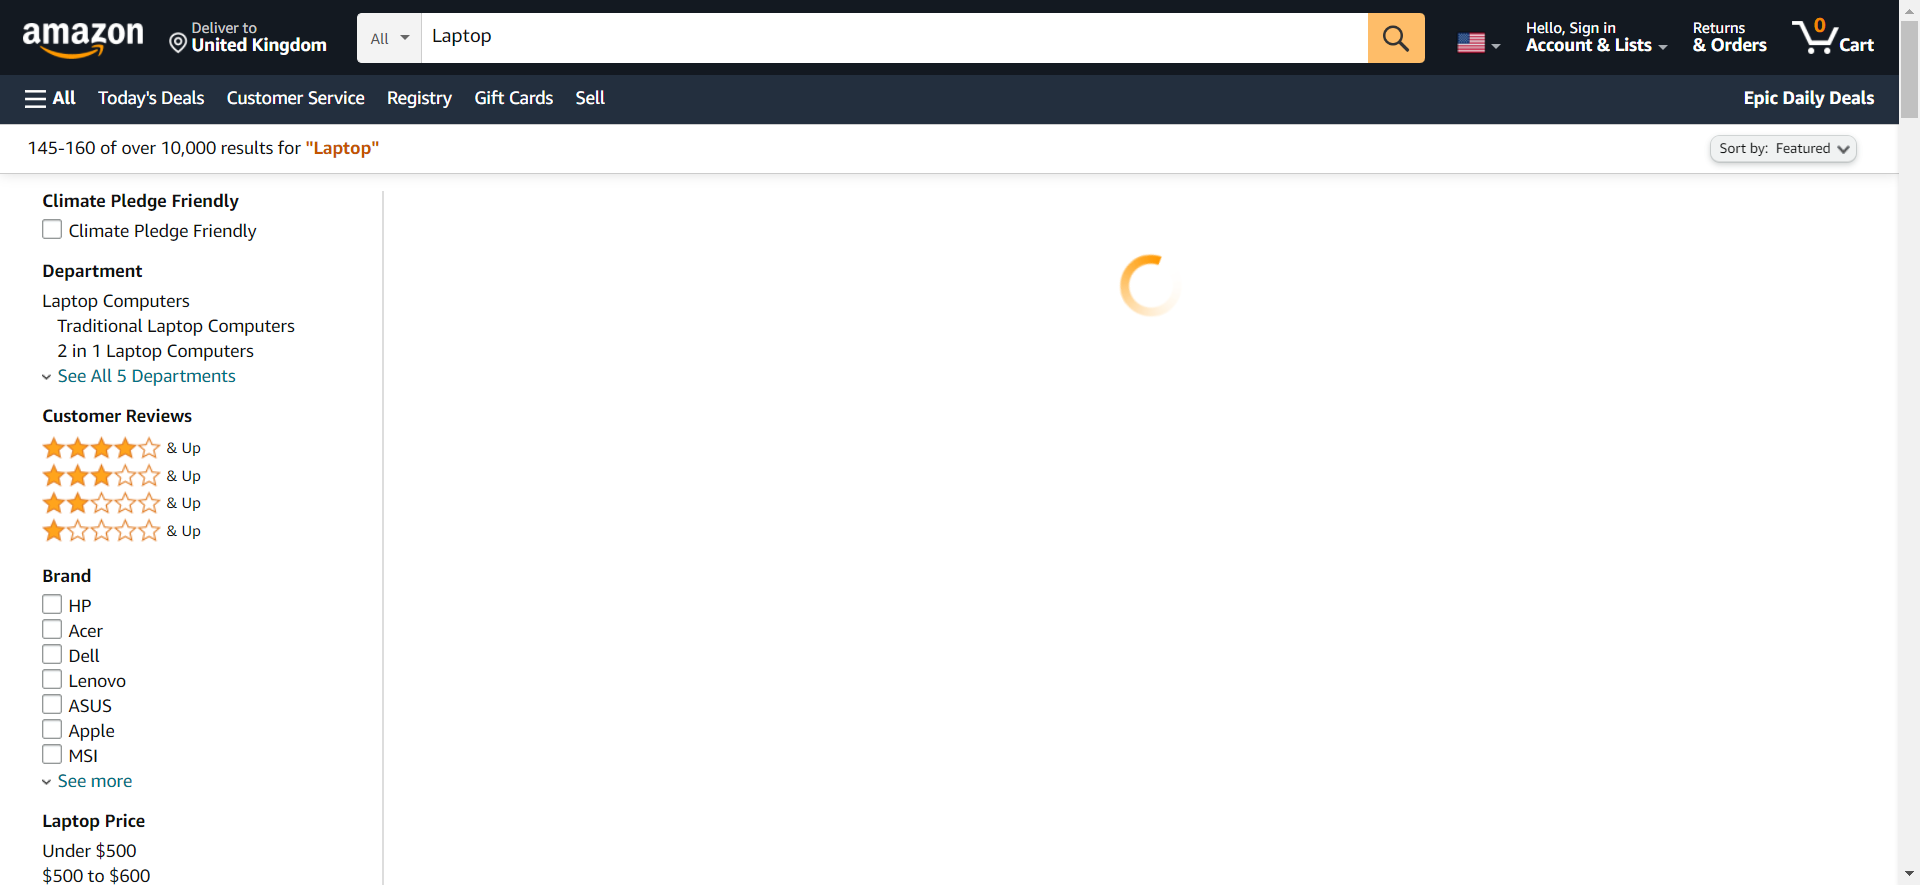 amazon
Deliver to
United Kingdom
All
Laptop
Hello, Sign in
Account & Lists
Returns
& Orders
0
Cart
All
Today's Deals
Customer Service
Registry
Gift Cards
Sell
Epic Daily Deals
145-160 of over 10,000 results for "Laptop"
Sort by: Featured
Climate Pledge Friendly
Climate Pledge Friendly
Department
Laptop Computers
Traditional Laptop Computers
2 in 1 Laptop Computers
See All 5 Departments
Customer Reviews
& Up
& Up
& Up
& Up
Brand
HP
Acer
Dell
Lenovo
ASUS
Apple
MSI
See more
Laptop Price
Under $500
$500 to $600